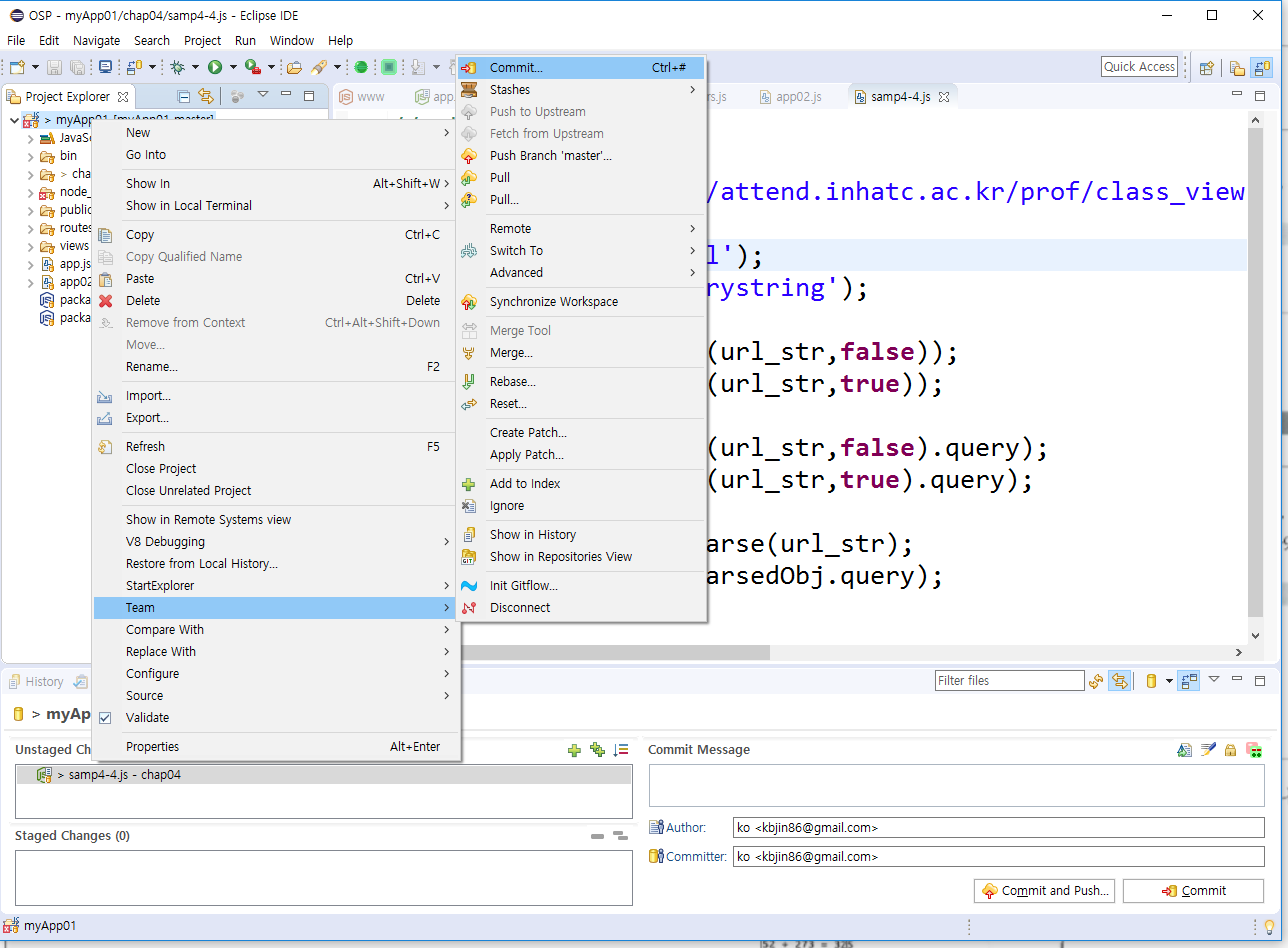 OSP - myApp01/chap04/samp4-4.js - Eclipse IDE
File Edit Navigate Search Project Run Window Help
Quick Access
Project Explorer
www
app.
rs.js
app02.js
samp4-4.js
> myApp01 [myApp01 master]
JavaSc
bin
> cha
node_
public
routes
views
app.js
app02
packa
packa
New
Go Into
Show In Alt+Shift+W
Show in Local Terminal
Copy Ctrl+C
Copy Qualified Name
Paste Ctrl+V
Delete Delete
Remove from Context Ctrl+Alt+Shift+Down
Move...
Rename... F2
Import...
Export...
Refresh F5
Close Project
Close Unrelated Project
Show in Remote Systems view
V8 Debugging
Restore from Local History...
StartExplorer
Team
Compare With
Replace With
Configure
Source
Validate
Properties Alt+Enter
Commit... Ctrl+#
Stashes
Push to Upstream
Fetch from Upstream
Push Branch 'master'...
Pull
Pull...
Remote
Switch To
Advanced
Synchronize Workspace
Merge Tool
Merge...
Rebase...
Reset...
Create Patch...
Apply Patch...
Add to Index
Ignore
Show in History
Show in Repositories View
Init Gitflow...
Disconnect
/attend.inhatc.ac.kr/prof/class_view
l');
rystring');
(url_str,false));
(url_str,true));
(url_str,false).query);
(url_str,true).query);
arse(url_str);
arsedObj.query);
History
Filter files
> myAp
Unstaged Ch
> samp4-4.js - chap04
Staged Changes (0)
Commit Message
Author: ko <kbjin86@gmail.com>
Committer: ko <kbjin86@gmail.com>
Commit and Push...
Commit
myApp01